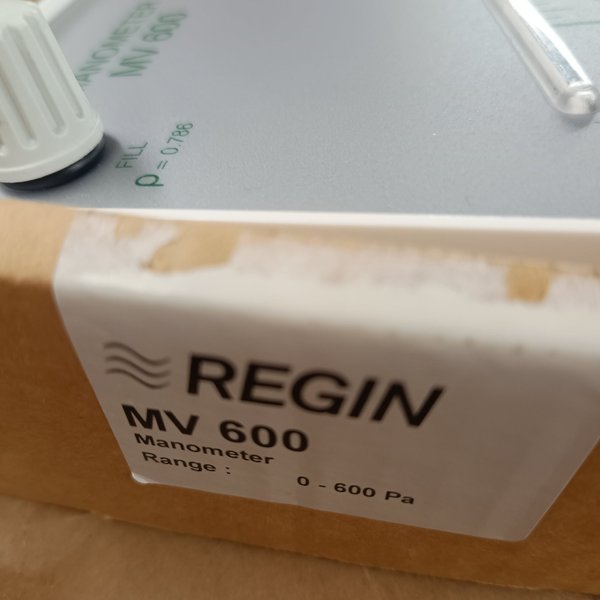 MANOMETER
MV 600
FILL
ρ = 0.786
REGIN
MV 600
Manometer
Range :
0 - 600 Pa